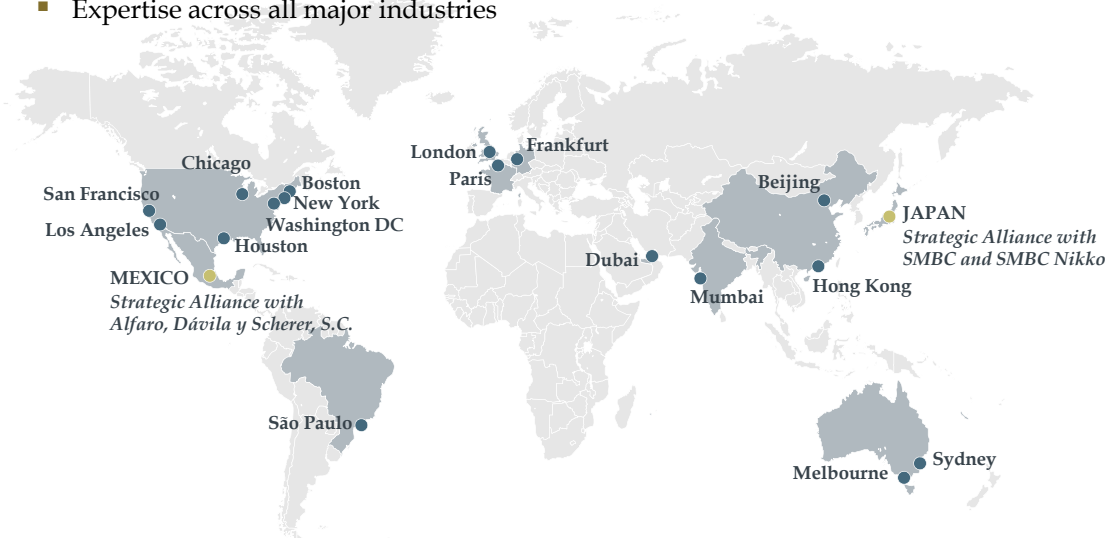 ▪ Expertise across all major industries
Chicago
San Francisco
Los Angeles
Boston
New York
Washington DC
Houston
MEXICO
Strategic Alliance with
Alfaro, Dávila y Scherer, S.C.
São Paulo
London
Frankfurt
Paris
Dubai
Mumbai
Beijing
Hong Kong
JAPAN
Strategic Alliance with
SMBC and SMBC Nikko
Melbourne
Sydney